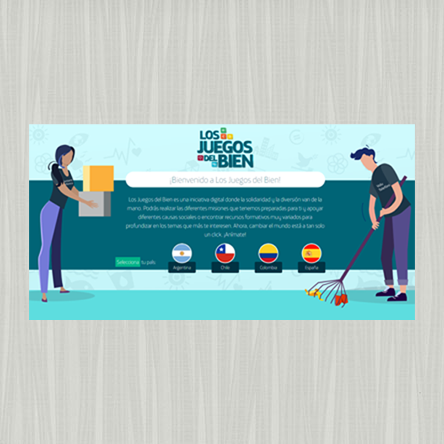 LOS
JUEGOS
DEL BIEN
¡Bienvenido a Los Juegos del Bien!
Los Juegos del Bien es una iniciativa digital donde la solidaridad y la diversión van de
la mano. Podrás realizar las diferentes misiones que tenemos preparadas para ti y apoyar
diferentes causas sociales o encontrar recursos formativos muy variados para
profundizar en los temas que más te interesan. Ahora, cambiar el mundo está a tan solo
un click. ¡Anímate!
Selecciona tu país:
Argentina Chile Colombia España